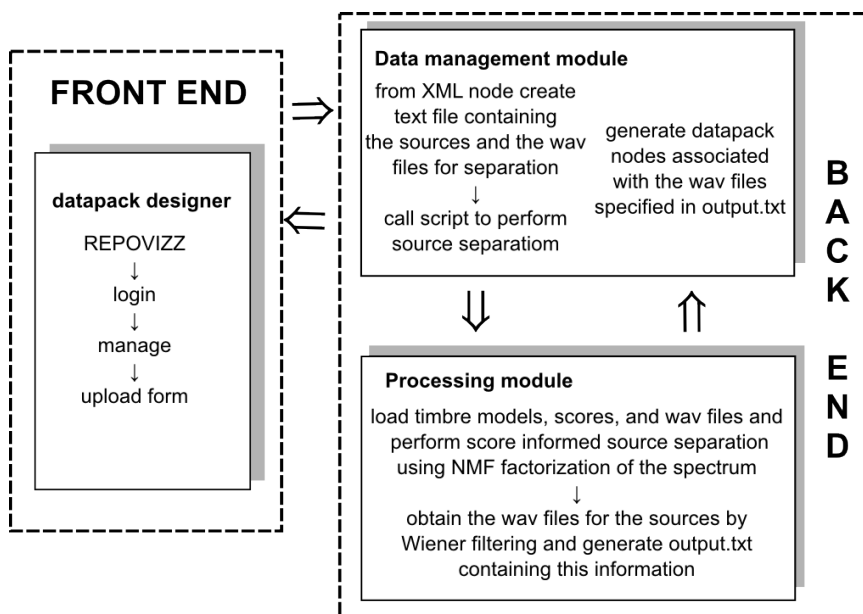 FRONT END
datapack designer
REPOVIZZ
↓
login
↓
manage
↓
upload form
⇒
⇐
Data management module
from XML node create
text file containing
the sources and the wav
files for separation
↓
call script to perform
source separatiom
generate datapack
nodes associated
with the wav files
specified in output.txt
⇓
⇑
Processing module
load timbre models, scores, and wav files and
perform score informed source separation
using NMF factorization of the spectrum
↓
obtain the wav files for the sources by
Wiener filtering and generate output.txt
containing this information
B
A
C
K
E
N
D